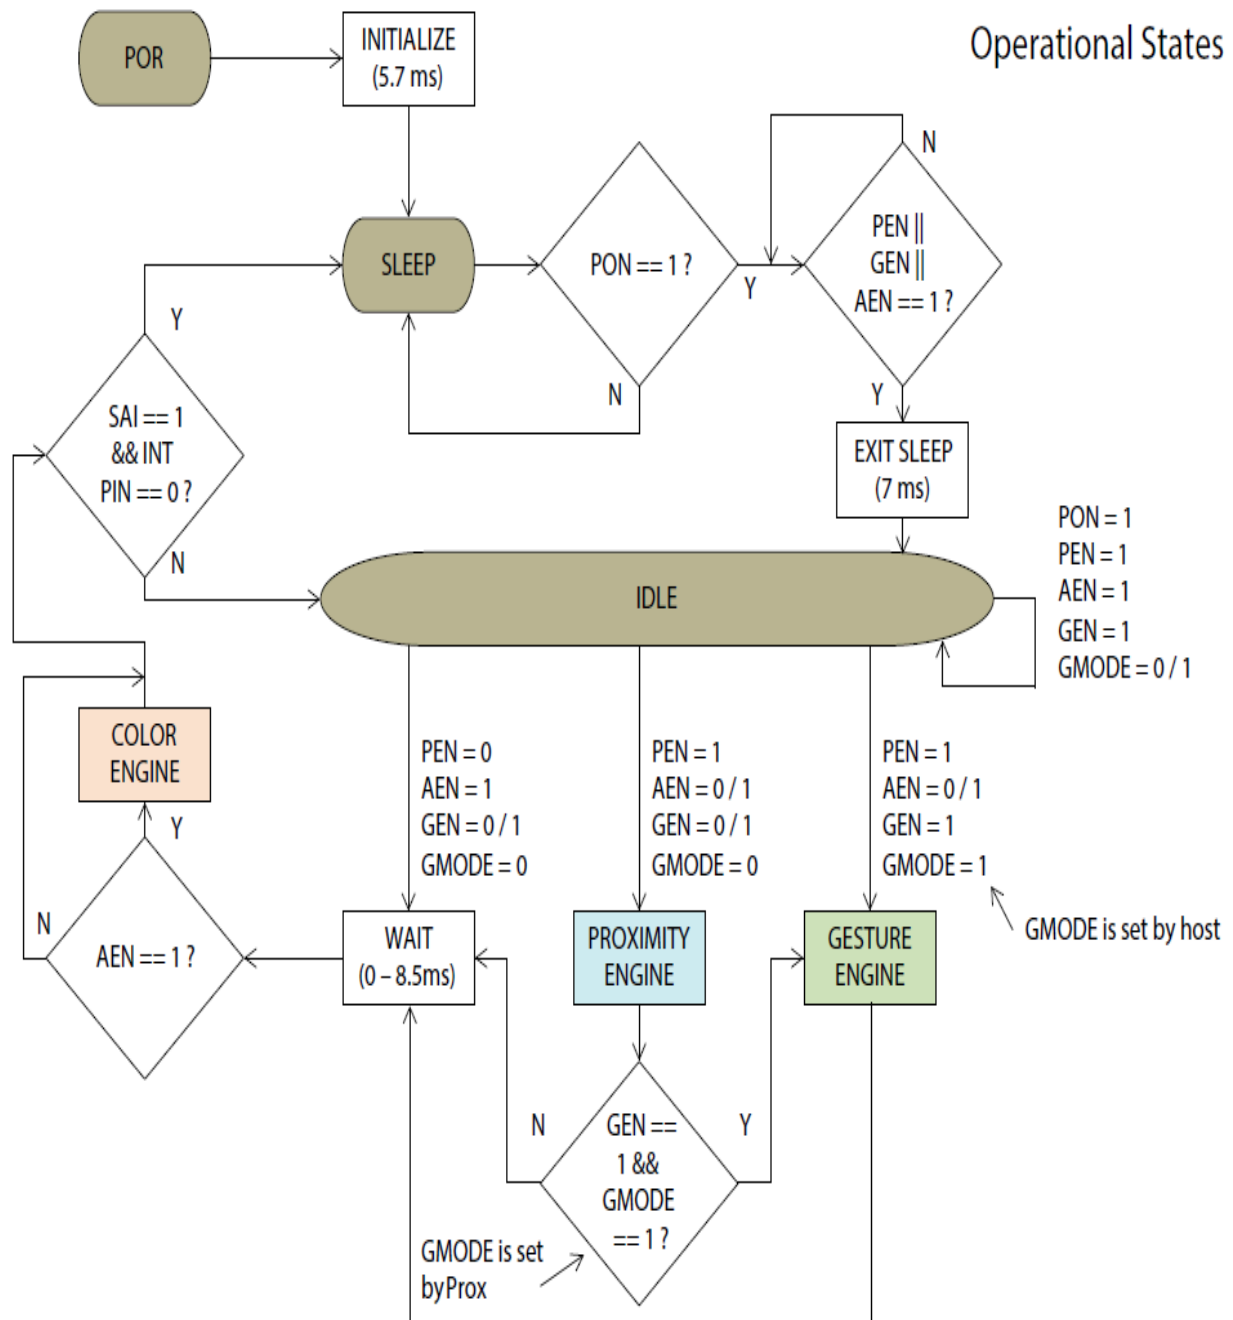 Operational States
POR
INITIALIZE
(5.7 ms)
N
SLEEP
PON == 1 ?
Y
PEN ||
GEN ||
AEN == 1 ?
Y
N
Y
SAI == 1
&& INT
PIN == 0 ?
N
EXIT SLEEP
(7 ms)
IDLE
PON = 1
PEN = 1
AEN = 1
GEN = 1
GMODE = 0 / 1
COLOR
ENGINE
Y
PEN = 0
AEN = 1
GEN = 0 / 1
GMODE = 0
PEN = 1
AEN = 0 / 1
GEN = 0 / 1
GMODE = 0
PEN = 1
AEN = 0 / 1
GEN = 1
GMODE = 1
GMODE is set by host
N
AEN == 1 ?
WAIT
(0 – 8.5ms)
PROXIMITY
ENGINE
GESTURE
ENGINE
N
GEN ==
1 &&
GMODE
== 1 ?
Y
GMODE is set
by Prox